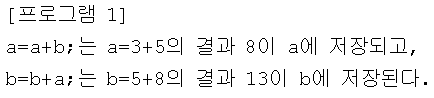 [프로그램 1]
a=a+b;는 a=3+5의 결과 8이 a에 저장되고,
b=b+a;는 b=5+8의 결과 13이 b에 저장된다.